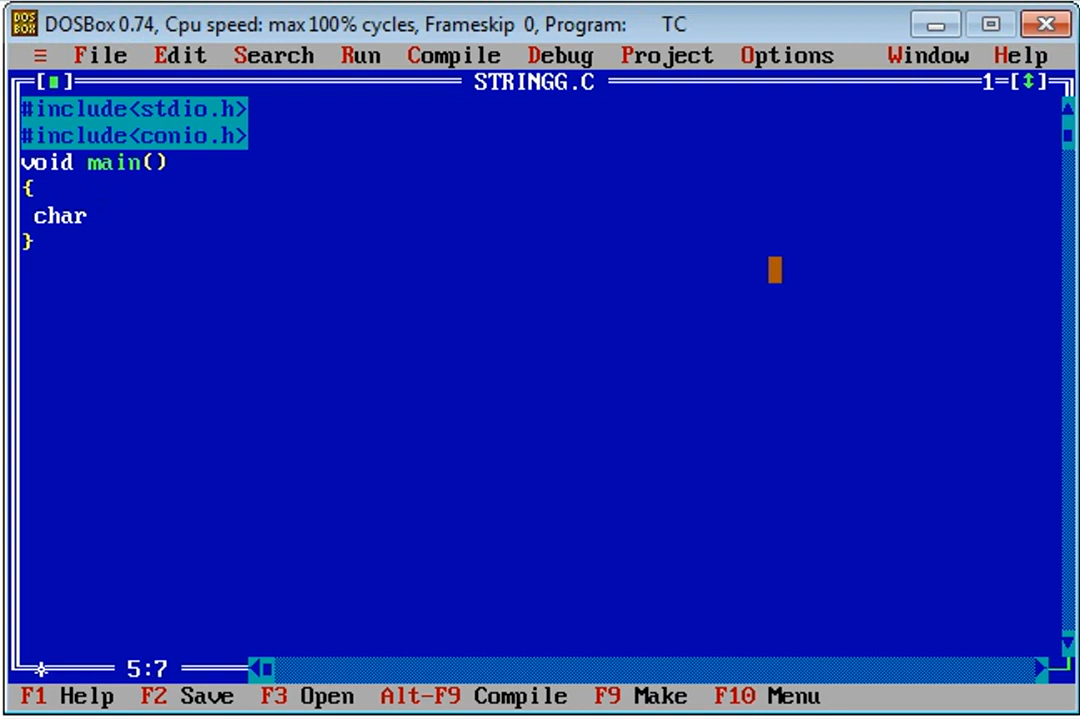 DOSBox 0.74, Cpu speed: max 100% cycles, Frameskip 0, Program: TC
≡ File Edit Search Run Compile Debug Project Options Window Help
[■] STRINGG.C 1=[↕]
#include<stdio.h>
#include<conio.h>
void main()
{
char
}
5:7
F1 Help F2 Save F3 Open Alt-F9 Compile F9 Make F10 Menu